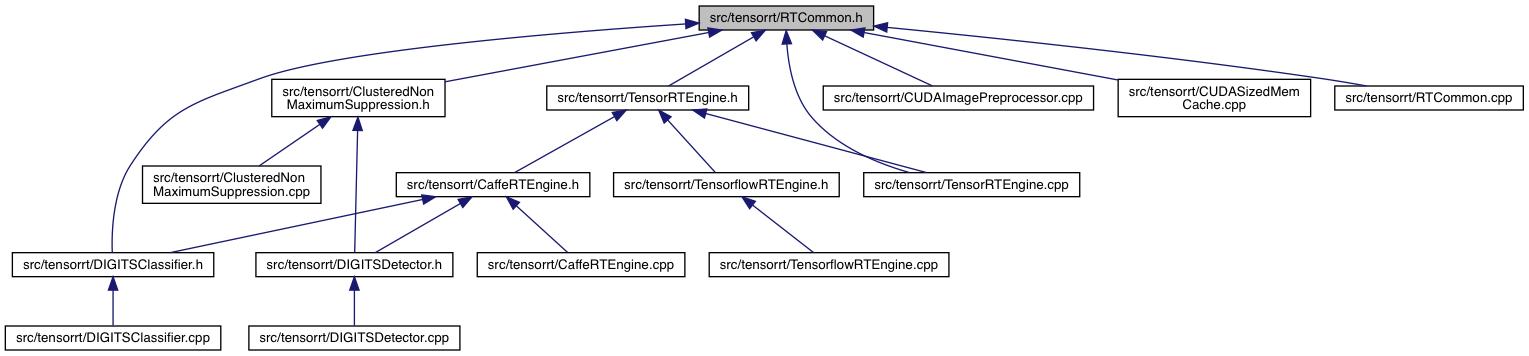 src/tensorrt/RTCommon.h
src/tensorrt/ClusteredNon
MaximumSuppression.h
src/tensorrt/TensorRTEngine.h
src/tensorrt/CUDAImagePreprocessor.cpp
src/tensorrt/CUDASizedMem
Cache.cpp
src/tensorrt/RTCommon.cpp
src/tensorrt/ClusteredNon
MaximumSuppression.cpp
src/tensorrt/CaffeRTEngine.h
src/tensorrt/TensorflowRTEngine.h
src/tensorrt/TensorRTEngine.cpp
src/tensorrt/DIGITSClassifier.h
src/tensorrt/DIGITSDetector.h
src/tensorrt/CaffeRTEngine.cpp
src/tensorrt/TensorflowRTEngine.cpp
src/tensorrt/DIGITSClassifier.cpp
src/tensorrt/DIGITSDetector.cpp